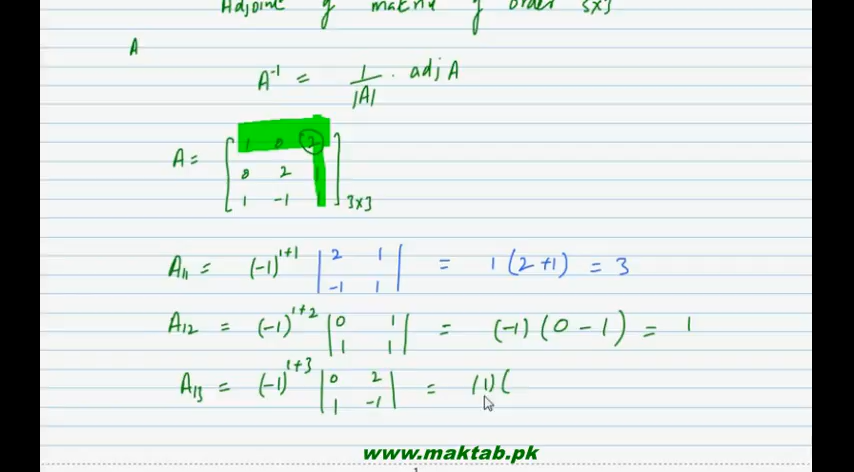 Adjoint of matrix of order 3x3
A
A⁻¹ = 1/|A| . adj A
A = [ 1 0 2
0 2 1
1 -1 1 ] 3x3
A₁₁ = (-1)¹⁺¹ | 2 1 ; -1 1 | = 1 (2+1) = 3
A₁₂ = (-1)¹⁺² | 0 1 ; 1 1 | = (-1) (0 - 1) = 1
A₁₃ = (-1)¹⁺³ | 0 2 ; 1 -1 | = (1) (
www.maktab.pk